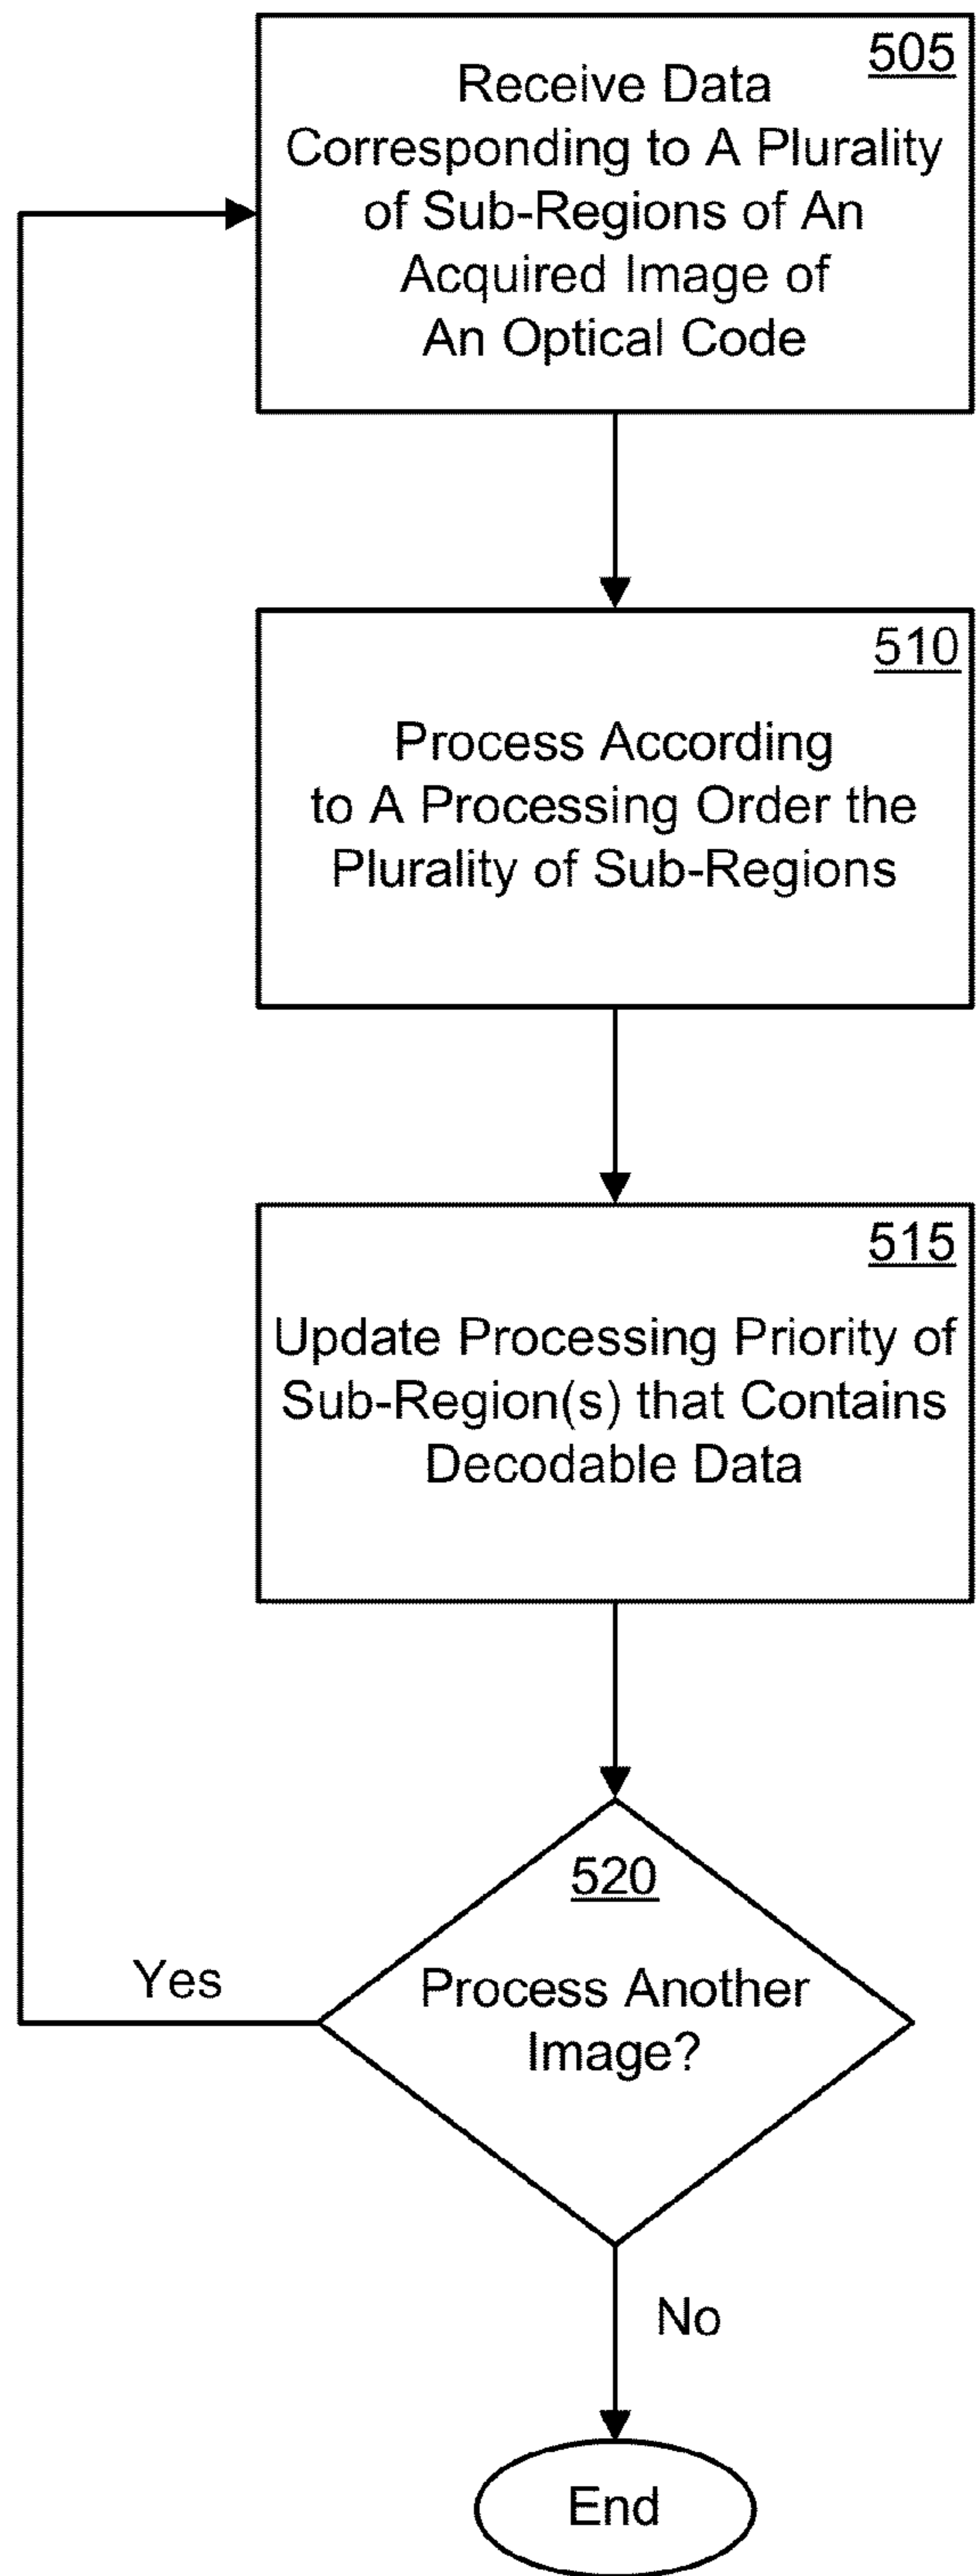 505
Receive Data
Corresponding to A Plurality
of Sub-Regions of An
Acquired Image of
An Optical Code
510
Process According
to A Processing Order the
Plurality of Sub-Regions
515
Update Processing Priority of
Sub-Region(s) that Contains
Decodable Data
520
Process Another
Image?
Yes
No
End